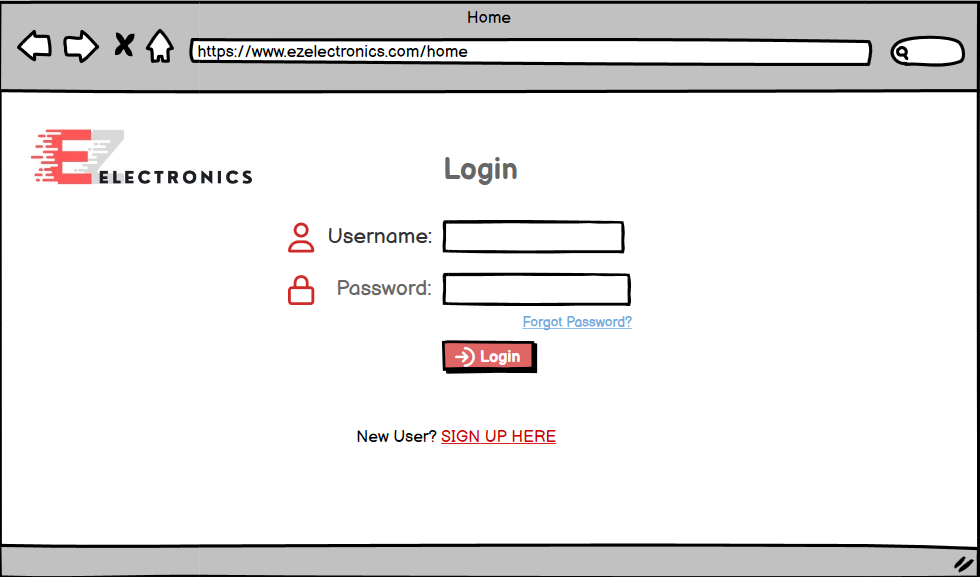 Home
https://www.ezelectronics.com/home
EZ ELECTRONICS
Login
Username:
Password:
Forgot Password?
Login
New User? SIGN UP HERE